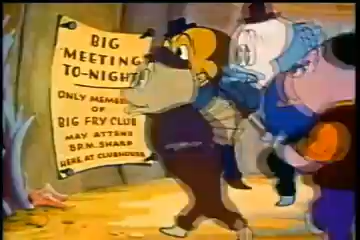 BIG
MEETING
TO-NIGHT
ONLY MEMBERS
OF
BIG FRY CLUB
MAY ATTEND
8 P.M. SHARP
HERE AT CLUBHOUSE